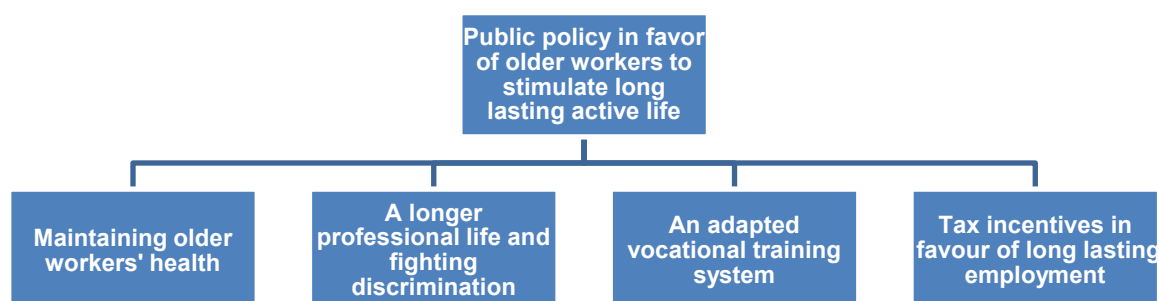 Public policy in favor
of older workers to
stimulate long
lasting active life
Maintaining older
workers' health
A longer
professional life and
fighting
discrimination
An adapted
vocational training
system
Tax incentives in
favour of long lasting
employment